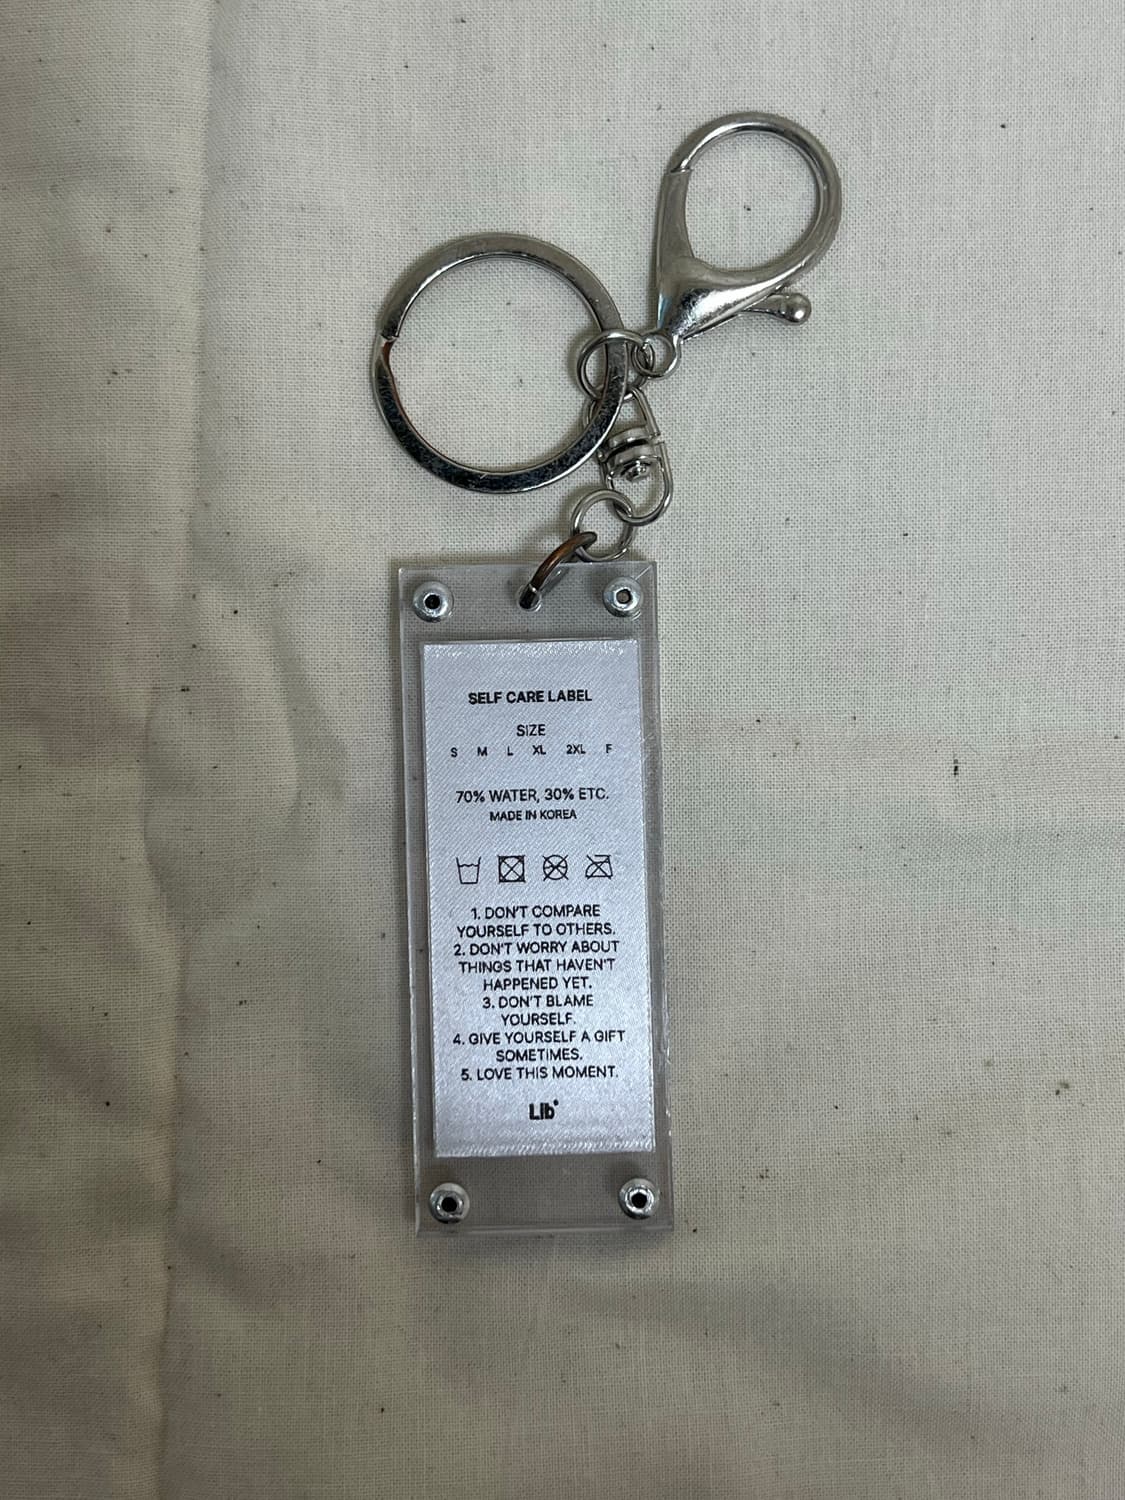 SELF CARE LABEL
SIZE
S M L XL 2XL F
70% WATER, 30% ETC.
MADE IN KOREA
1. DON'T COMPARE
YOURSELF TO OTHERS.
2. DON'T WORRY ABOUT
THINGS THAT HAVEN'T
HAPPENED YET.
3. DON'T BLAME
YOURSELF.
4. GIVE YOURSELF A GIFT
SOMETIMES.
5. LOVE THIS MOMENT.
Lib